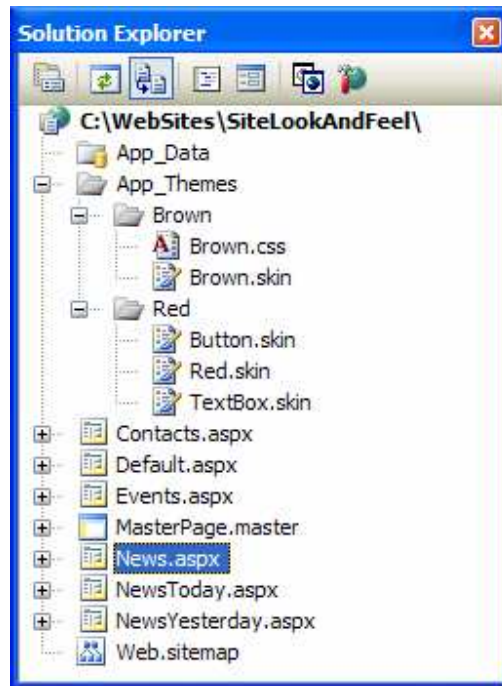 Solution Explorer
C:\WebSites\SiteLookAndFeel\
App_Data
App_Themes
Brown
Brown.css
Brown.skin
Red
Button.skin
Red.skin
TextBox.skin
Contacts.aspx
Default.aspx
Events.aspx
MasterPage.master
News.aspx
NewsToday.aspx
NewsYesterday.aspx
Web.sitemap